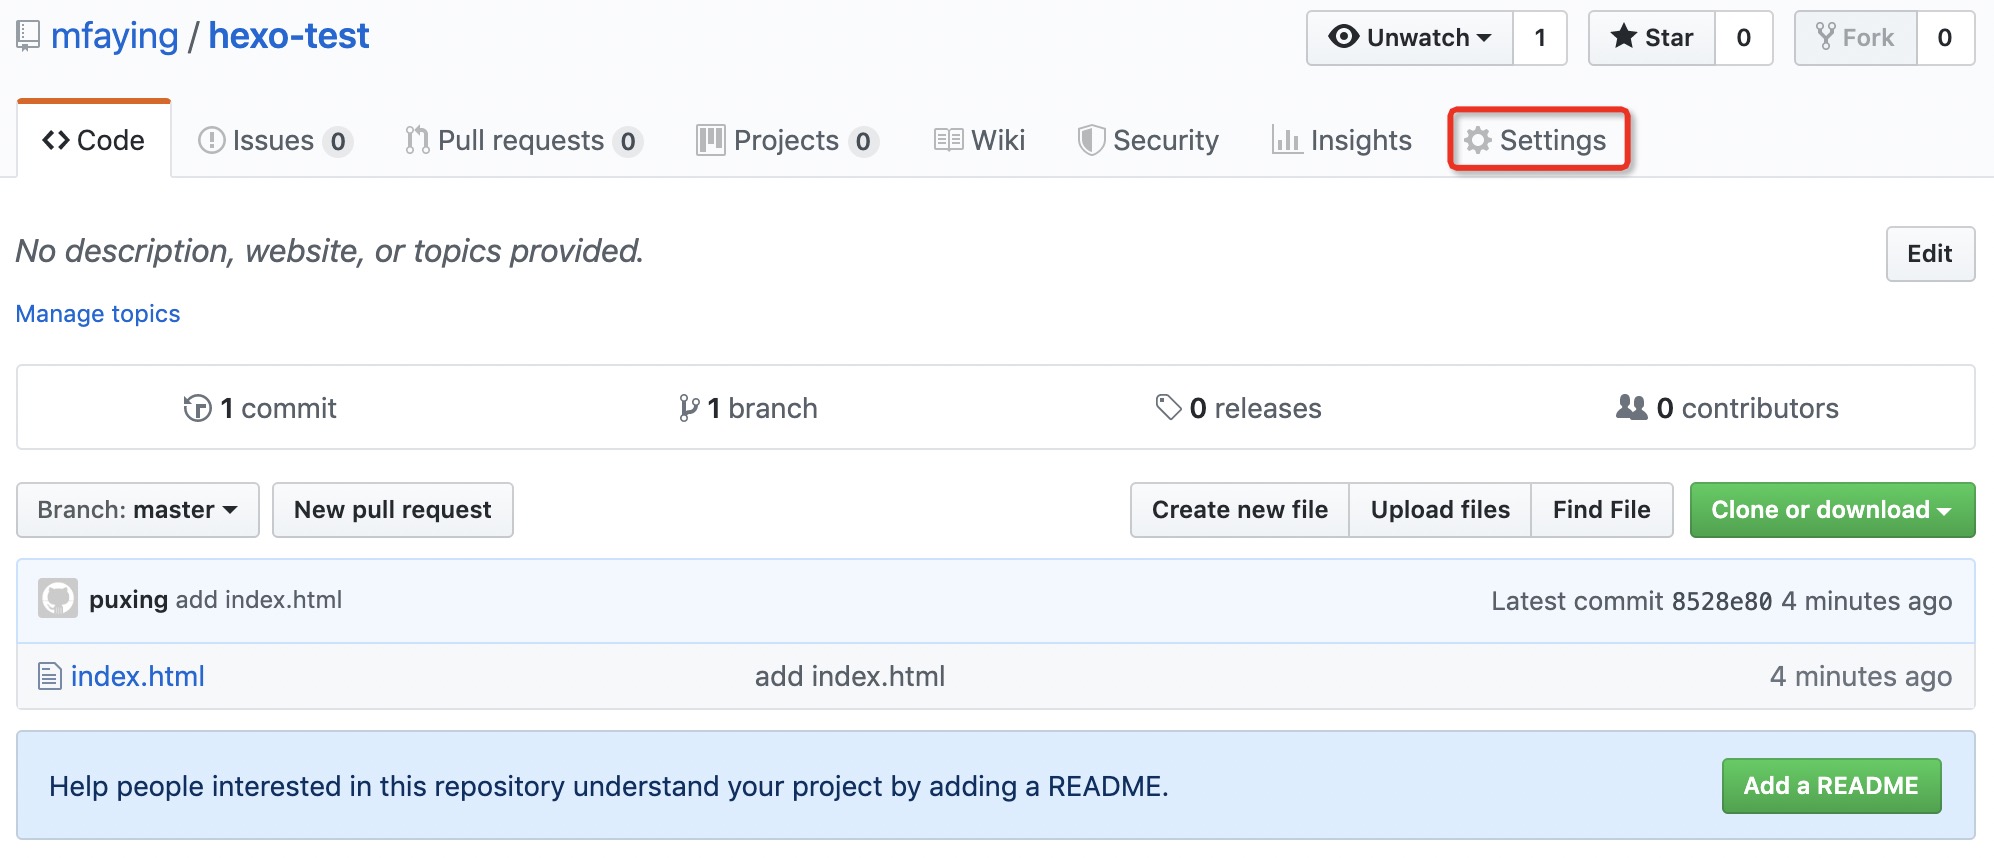 mfaying / hexo-test
Unwatch 1 Star 0 Fork 0
Code Issues 0 Pull requests 0 Projects 0 Wiki Security Insights Settings
No description, website, or topics provided.
Edit
Manage topics
1 commit 1 branch 0 releases 0 contributors
Branch: master New pull request Create new file Upload files Find File Clone or download
puxing add index.html Latest commit 8528e80 4 minutes ago
index.html add index.html 4 minutes ago
Help people interested in this repository understand your project by adding a README. Add a README